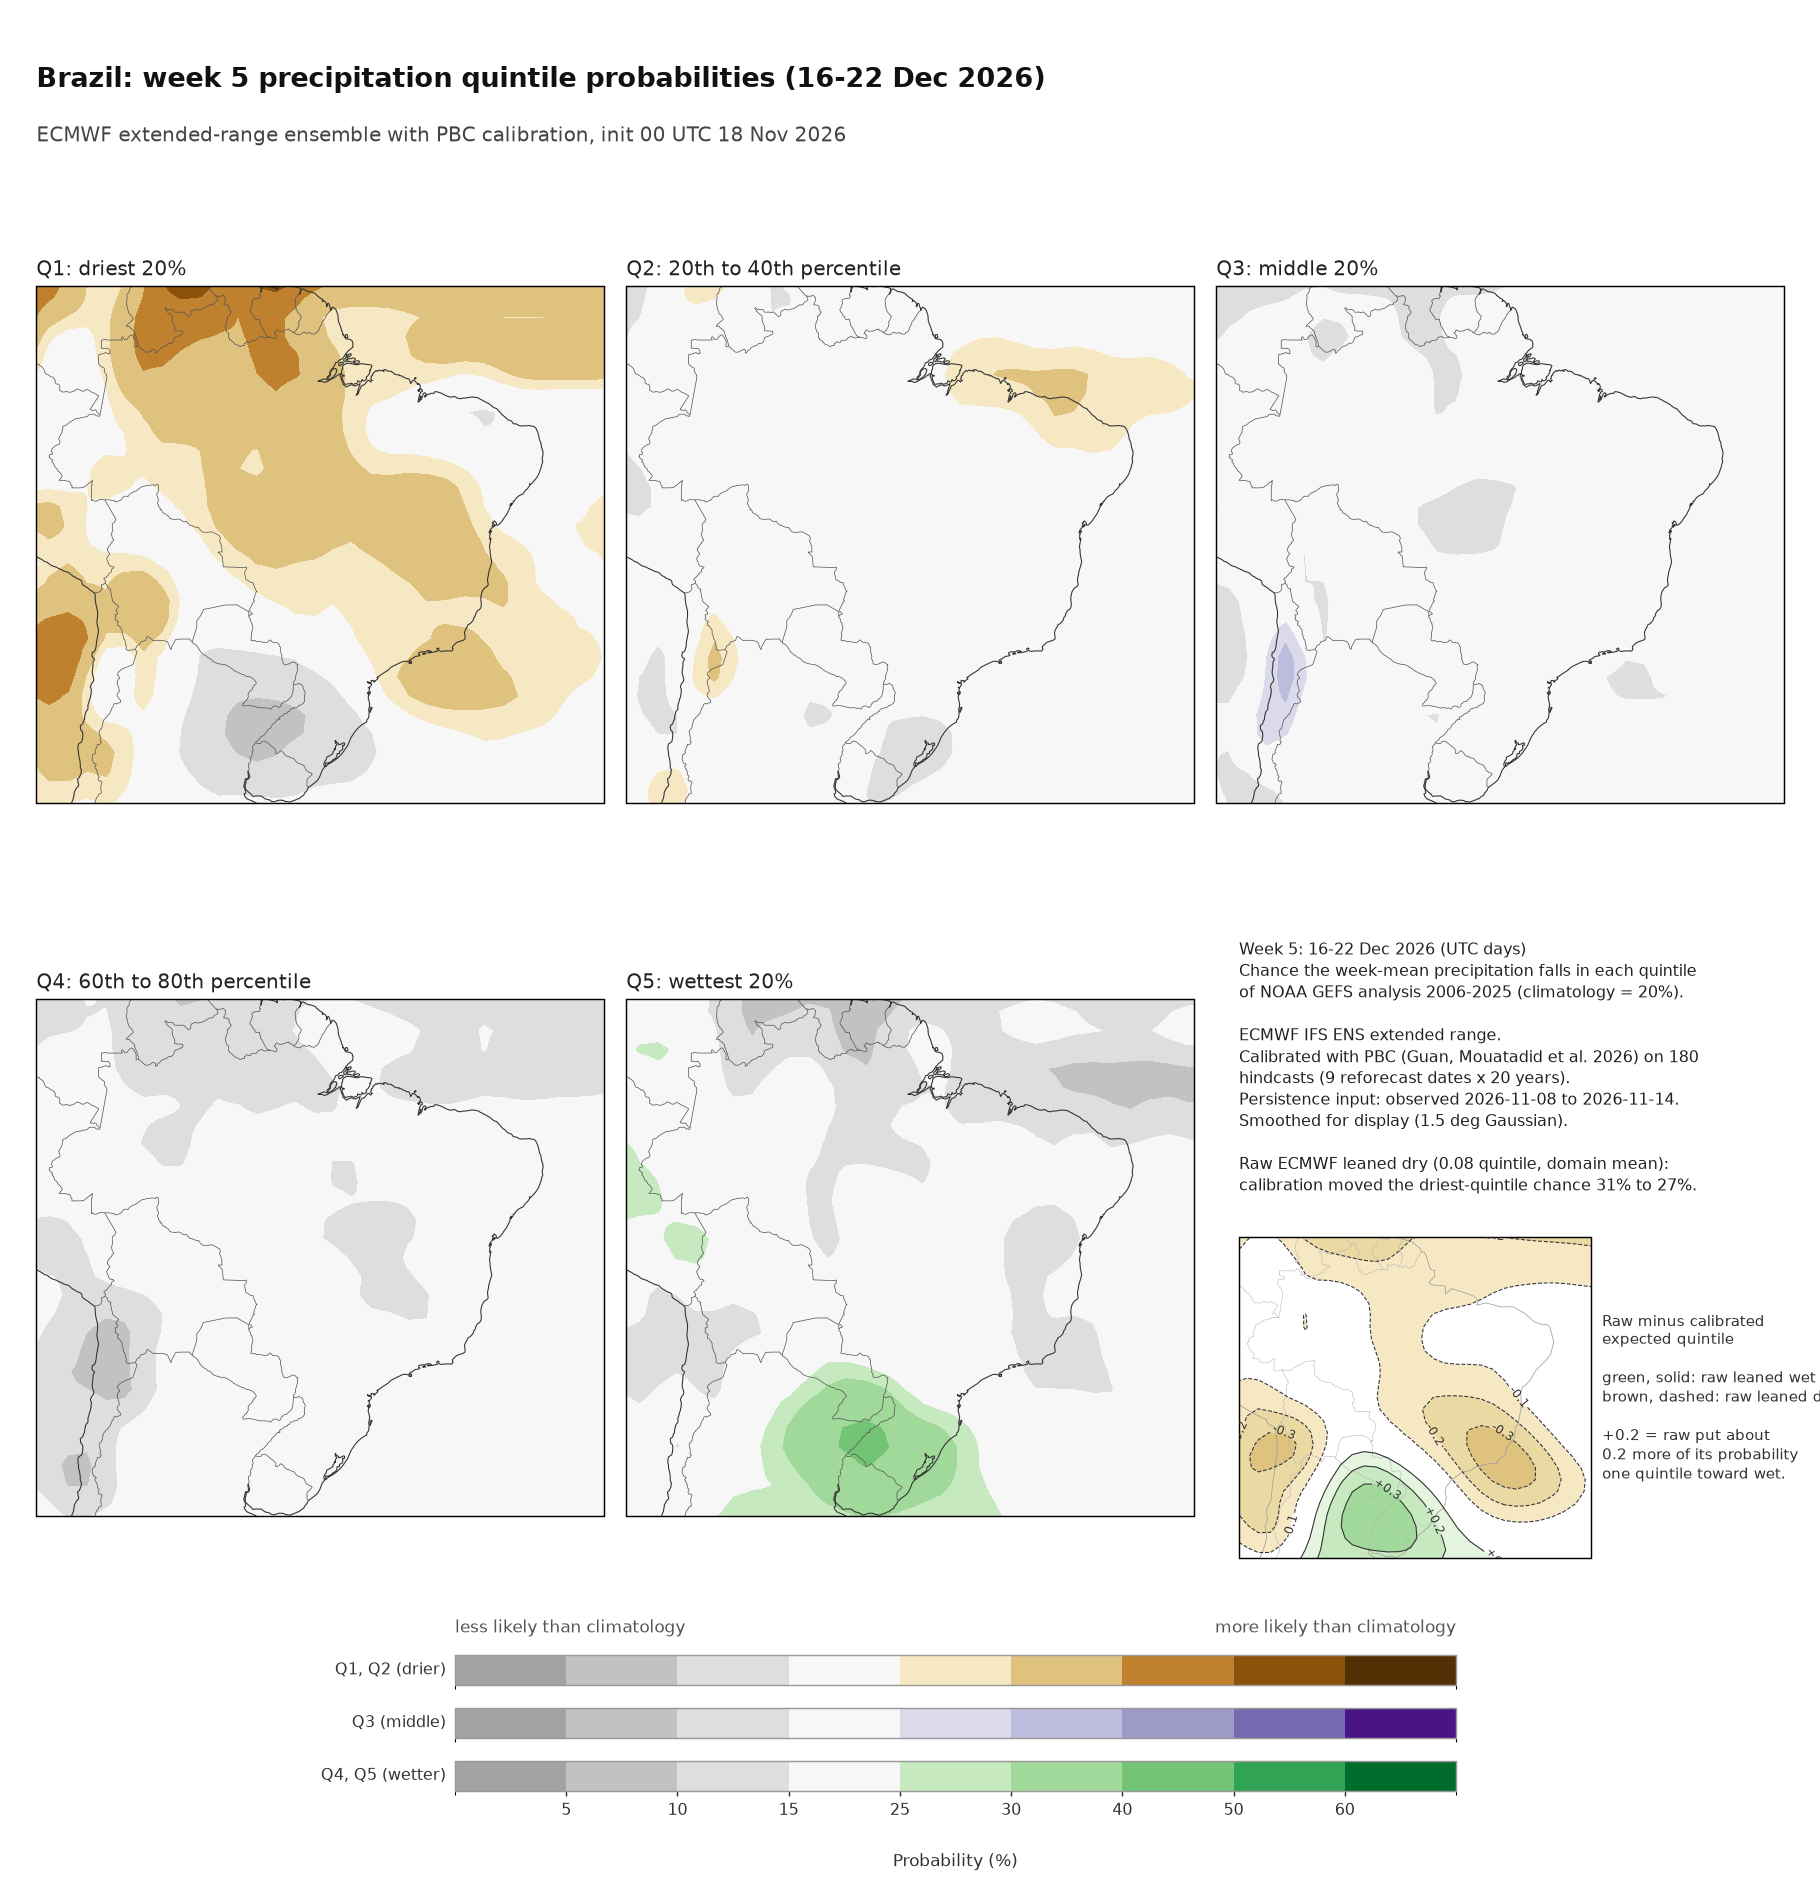 Brazil: week 5 precipitation quintile probabilities (16-22 Dec 2026)
ECMWF extended-range ensemble with PBC calibration, init 00 UTC 18 Nov 2026
Q1: driest 20%
Q2: 20th to 40th percentile
Q3: middle 20%
Q4: 60th to 80th percentile
Q5: wettest 20%
Week 5: 16-22 Dec 2026 (UTC days)
Chance the week-mean precipitation falls in each quintile
of NOAA GEFS analysis 2006-2025 (climatology = 20%).
ECMWF IFS ENS extended range.
Calibrated with PBC (Guan, Mouatadid et al. 2026) on 180
hindcasts (9 reforecast dates x 20 years).
Persistence input: observed 2026-11-08 to 2026-11-14.
Smoothed for display (1.5 deg Gaussian).
Raw ECMWF leaned dry (0.08 quintile, domain mean):
calibration moved the driest-quintile chance 31% to 27%.
-0.1
-0.2
-0.3
-0.3
-0.1
+0.3
+0.2
Raw minus calibrated
expected quintile
green, solid: raw leaned wet
brown, dashed: raw leaned d
+0.2 = raw put about
0.2 more of its probability
one quintile toward wet.
less likely than climatology
more likely than climatology
Q1, Q2 (drier)
Q3 (middle)
Q4, Q5 (wetter)
5 10 15 25 30 40 50 60
Probability (%)